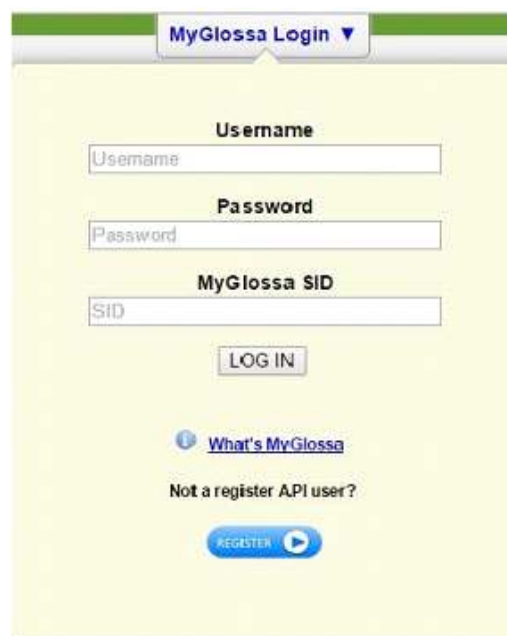 MyGlossa Login ▼
Username
Username
Password
Password
MyGlossa SID
SID
LOG IN
What's MyGlossa
Not a register API user?
REGISTER